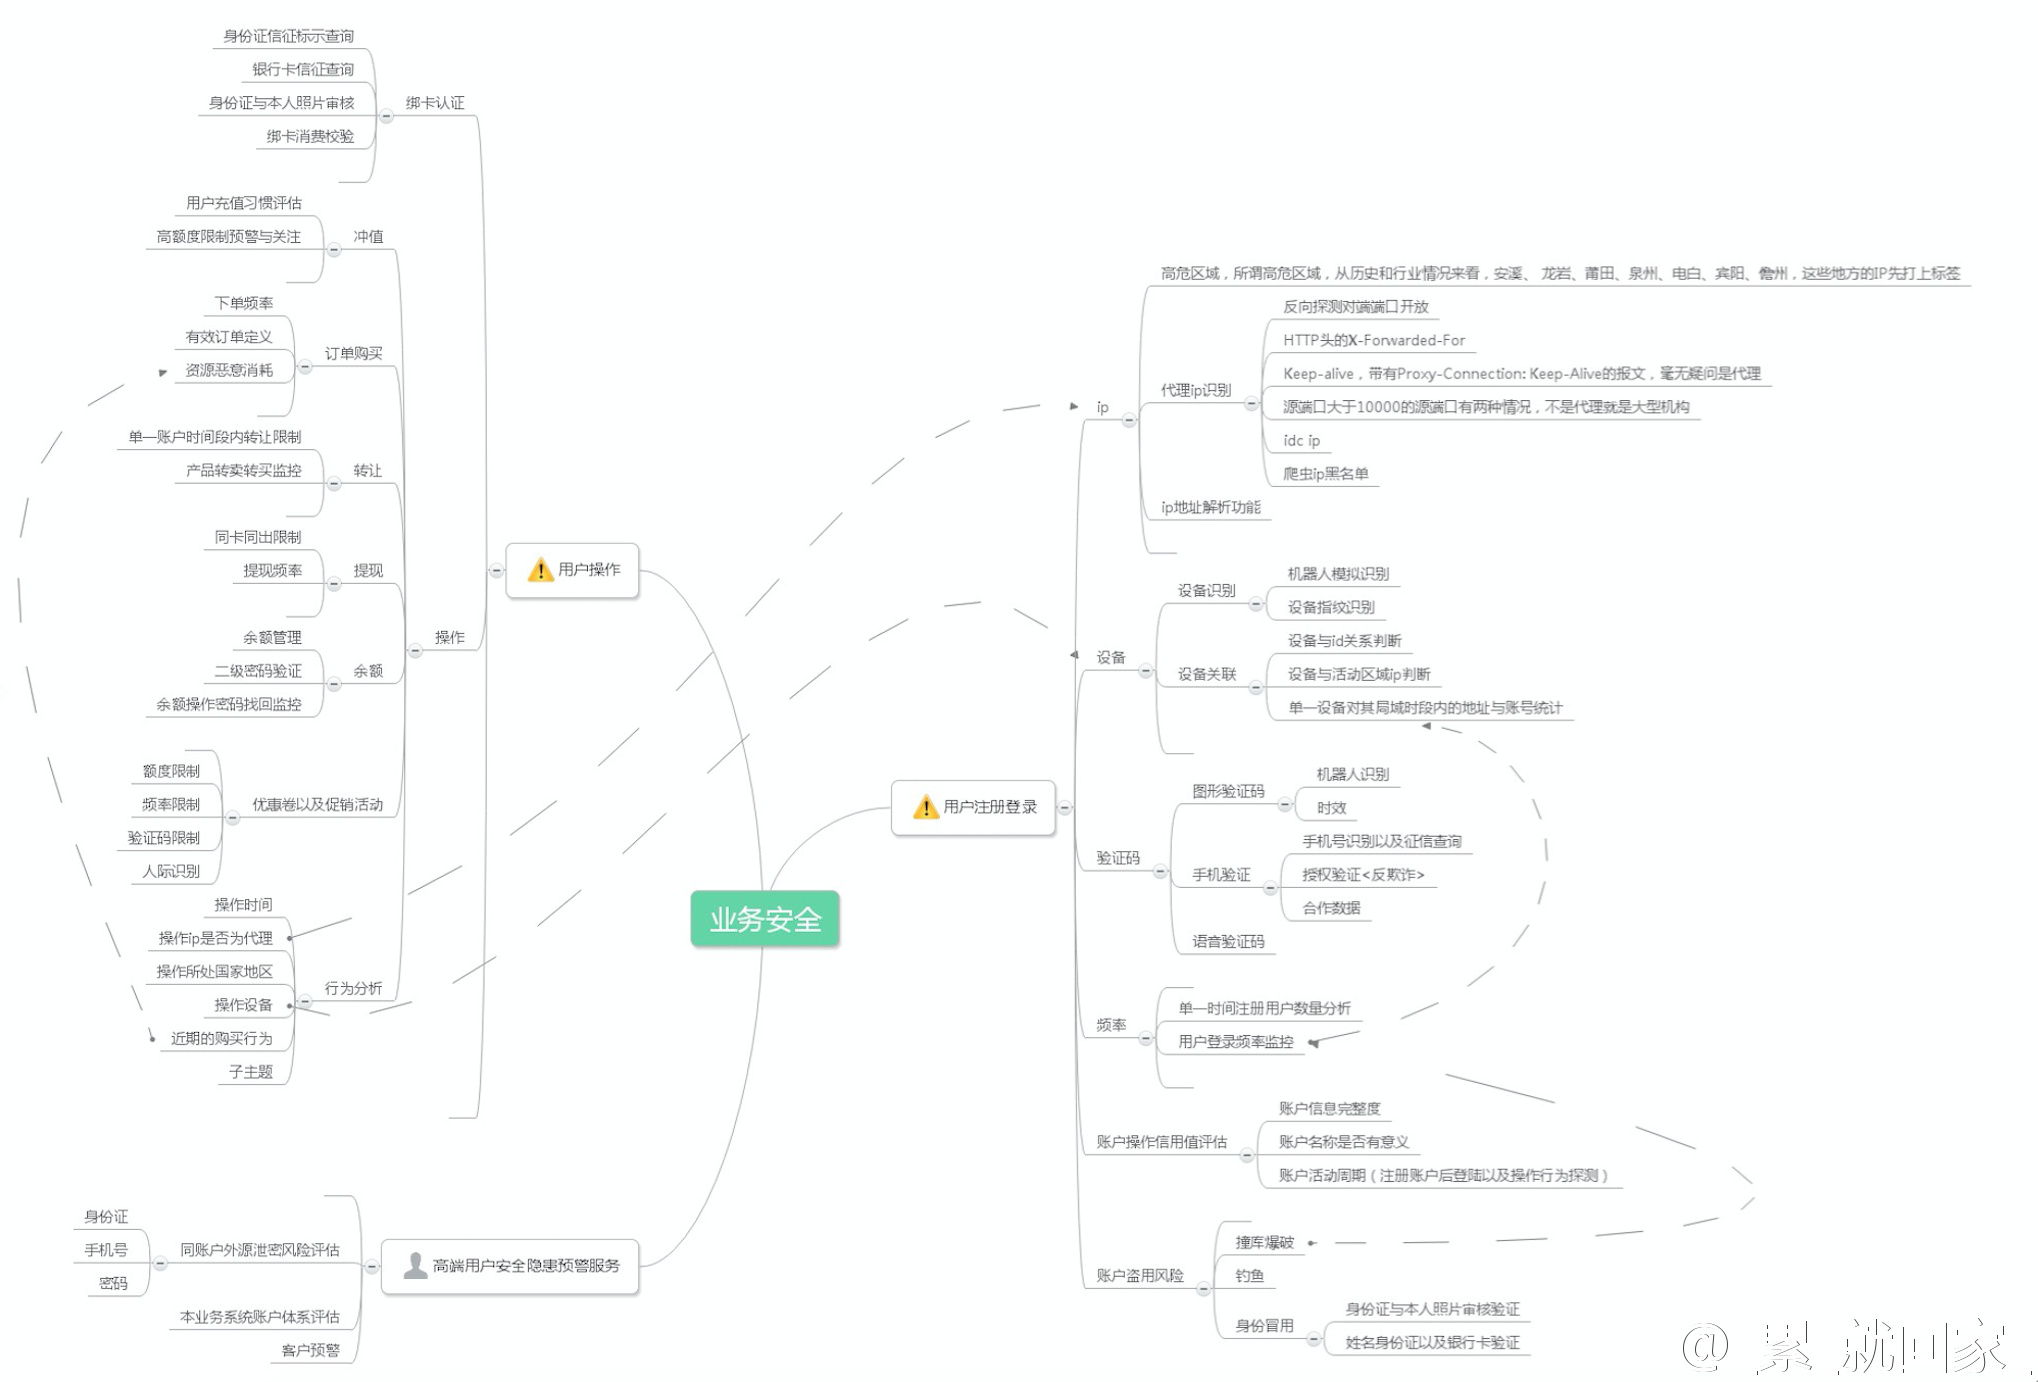 业务安全
用户操作
绑卡认证
身份证信征标示查询
银行卡信征查询
身份证与本人照片审核
绑卡消费校验
操作
冲值
用户充值习惯评估
高额度限制预警与关注
订单购买
下单频率
有效订单定义
资源恶意消耗
转让
单一账户时间段内转让限制
产品转卖转买监控
提现
同卡同出限制
提现频率
余额
余额管理
二级密码验证
余额操作密码找回监控
优惠卷以及促销活动
额度限制
频率限制
验证码限制
人际识别
行为分析
操作时间
操作ip是否为代理
操作所处国家地区
操作设备
近期的购买行为
子主题
高端用户安全隐患预警服务
同账户外源泄密风险评估
身份证
手机号
密码
本业务系统账户体系评估
客户预警
用户注册登录
ip
高危区域，所谓高危区域，从历史和行业情况来看，安溪、 龙岩、莆田、泉州、电白、宾阳、儋州，这些地方的IP先打上标签
代理ip识别
反向探测对端端口开放
HTTP头的X-Forwarded-For
Keep-alive，带有Proxy-Connection: Keep-Alive的报文，毫无疑问是代理
源端口大于10000的源端口有两种情况，不是代理就是大型机构
idc ip
爬虫ip黑名单
ip地址解析功能
设备
设备识别
机器人模拟识别
设备指纹识别
设备关联
设备与id关系判断
设备与活动区域ip判断
单一设备对其局域时段内的地址与账号统计
验证码
图形验证码
机器人识别
时效
手机验证
手机号识别以及征信查询
授权验证<反欺诈>
合作数据
语音验证码
频率
单一时间注册用户数量分析
用户登录频率监控
账户操作信用值评估
账户信息完整度
账户名称是否有意义
账户活动周期（注册账户后登陆以及操作行为探测）
账户盗用风险
撞库爆破
钓鱼
身份冒用
身份证与本人照片审核验证
姓名身份证以及银行卡验证
@ 累 就回家